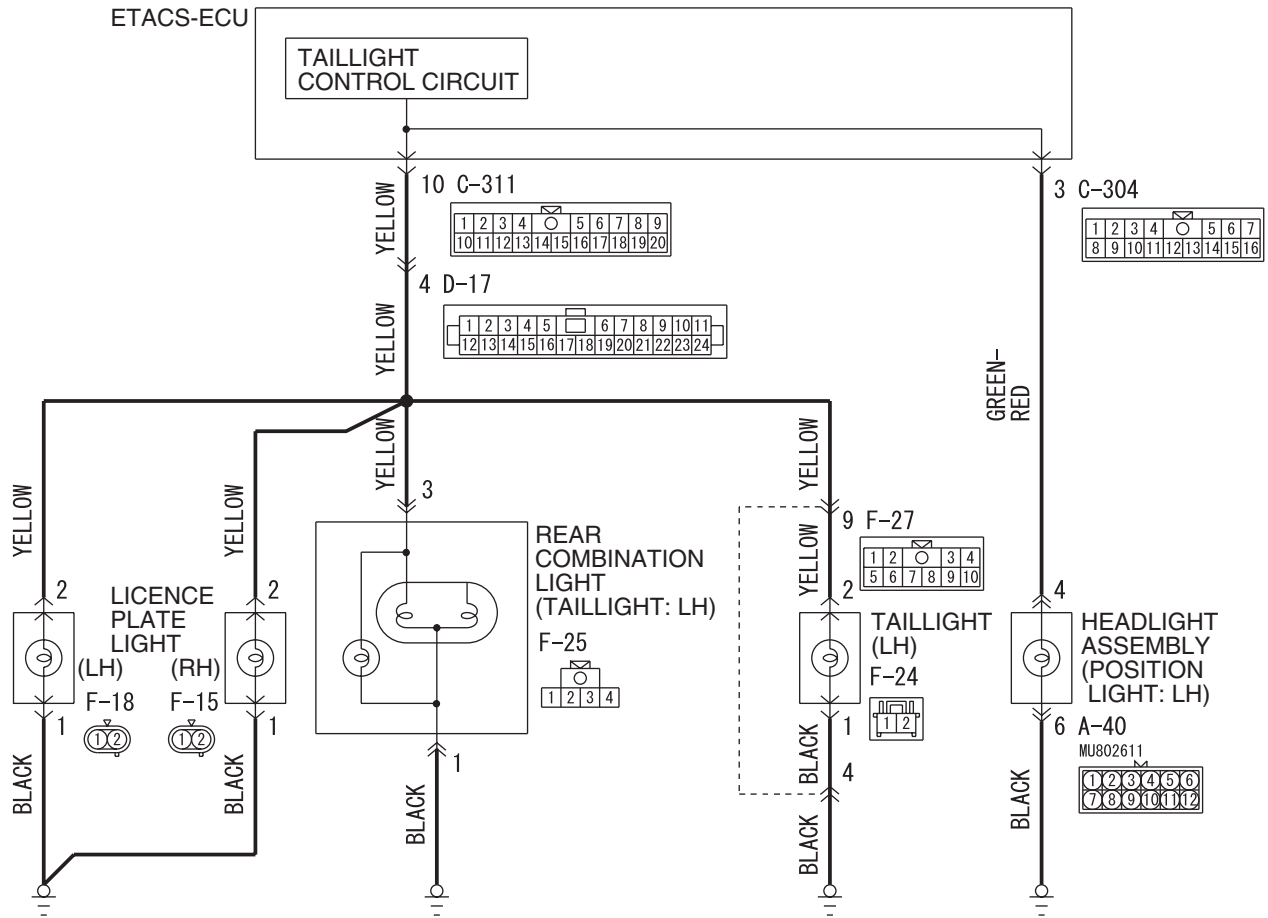 ETACS-ECU
TAILLIGHT
CONTROL CIRCUIT
YELLOW
10 C-311
1 2 3 4 5 6 7 8 9
10 11 12 13 14 15 16 17 18 19 20
3 C-304
1 2 3 4 5 6 7
8 9 10 11 12 13 14 15 16
4 D-17
1 2 3 4 5 6 7 8 9 10 11
12 13 14 15 16 17 18 19 20 21 22 23 24
YELLOW
GREEN-
RED
YELLOW
YELLOW
YELLOW
YELLOW
3
9 F-27
1 2 3 4
5 6 7 8 9 10
YELLOW
REAR
COMBINATION
LIGHT
(TAILLIGHT: LH)
F-25
1 2 3 4
1
2
LICENCE
PLATE
LIGHT
(LH)
(RH)
F-18
1 2
F-15
1 2
2
1
1
2
TAILLIGHT
(LH)
F-24
1 2
1
4
4
HEADLIGHT
ASSEMBLY
(POSITION
LIGHT: LH)
6 A-40
MU802611
1 2 3 4 5 6
7 8 9 10 11 12
BLACK
BLACK
BLACK
BLACK
BLACK
BLACK